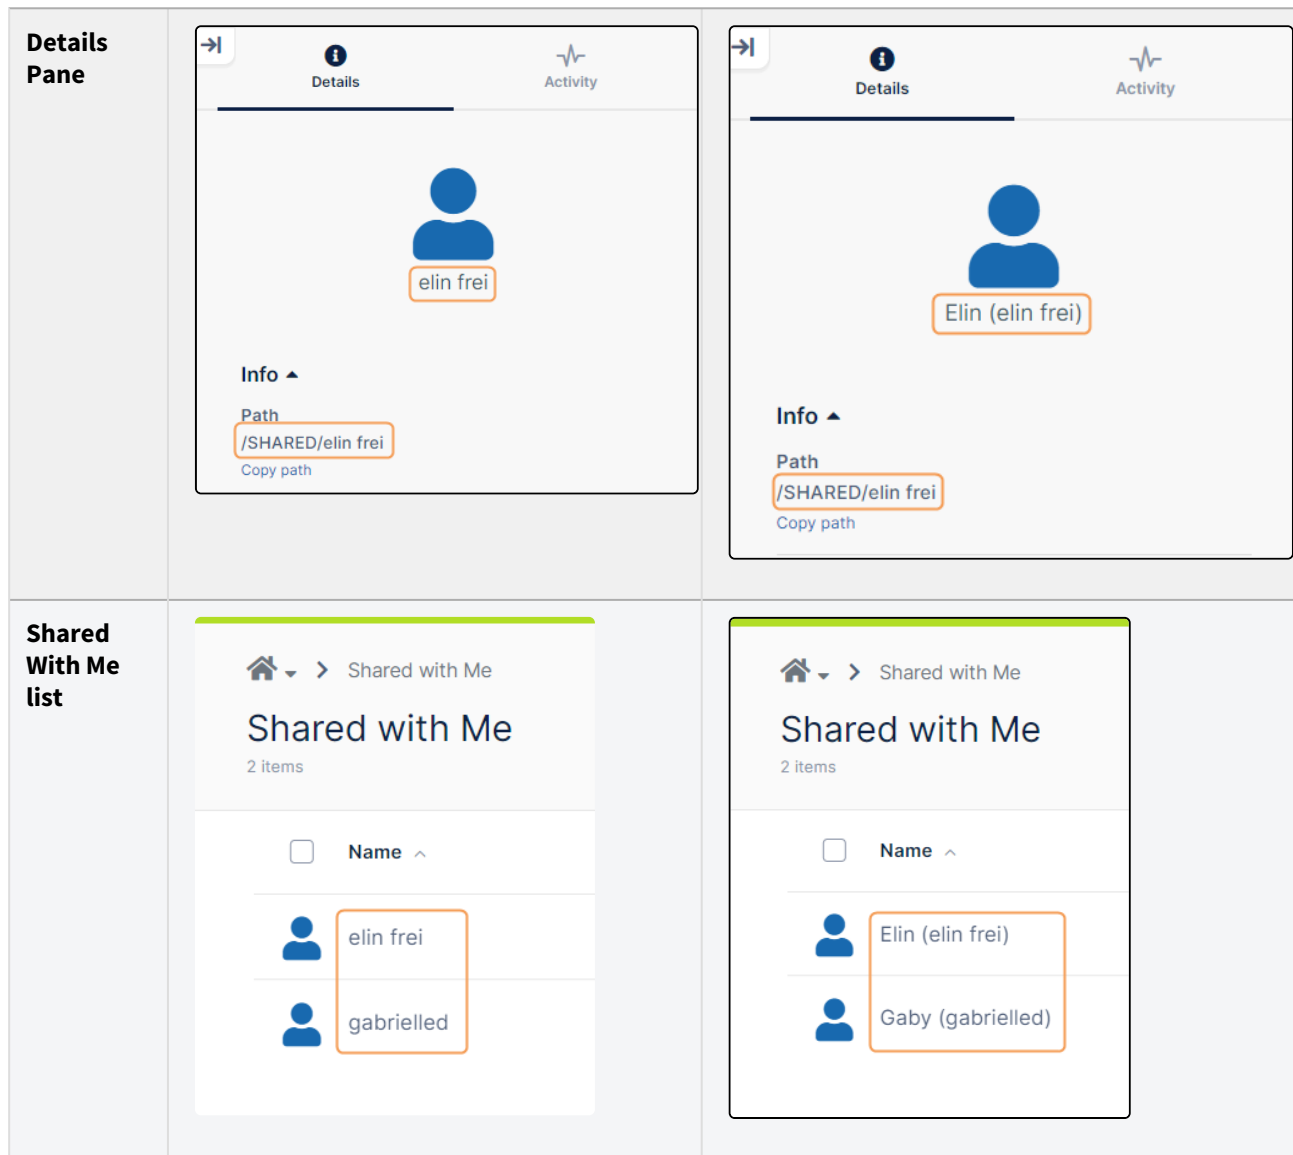 Details
Pane
Details
Activity
elin frei
Info
Path
/SHARED/elin frei
Copy path
Details
Activity
Elin (elin frei)
Info
Path
/SHARED/elin frei
Copy path
Shared
With Me
list
Shared with Me
Shared with Me
2 items
Name
elin frei
gabrielled
Shared with Me
Shared with Me
2 items
Name
Elin (elin frei)
Gaby (gabrielled)